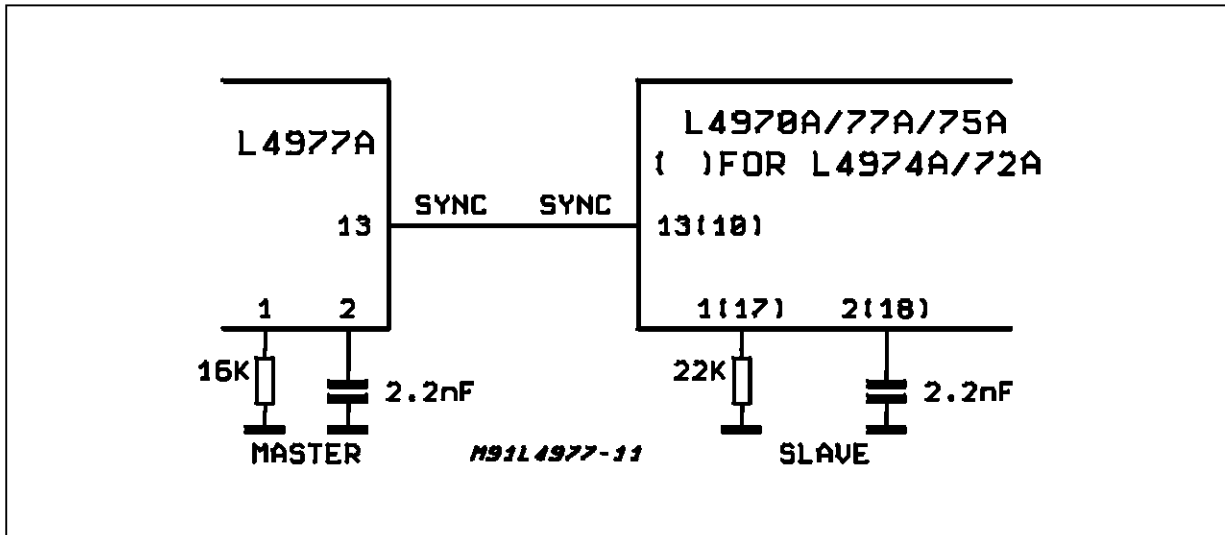 L4977A
L4970A/77A/75A
( )FOR L4974A/72A
SYNC SYNC
13
13(10)
1 2
1(17) 2(18)
16K
2.2nF
22K
2.2nF
MASTER
M91L4977-11
SLAVE